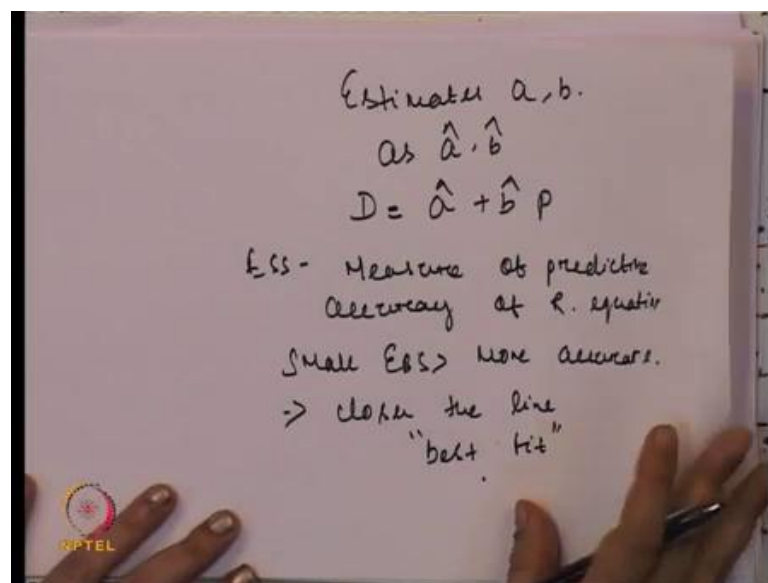 Estimates a, b.
as â, b̂
D = â + b̂ P
ESS - Measure of predictive
accuracy of R. equation
Small ESS > More accurate.
-> closer the line
"best fit"
NPTEL